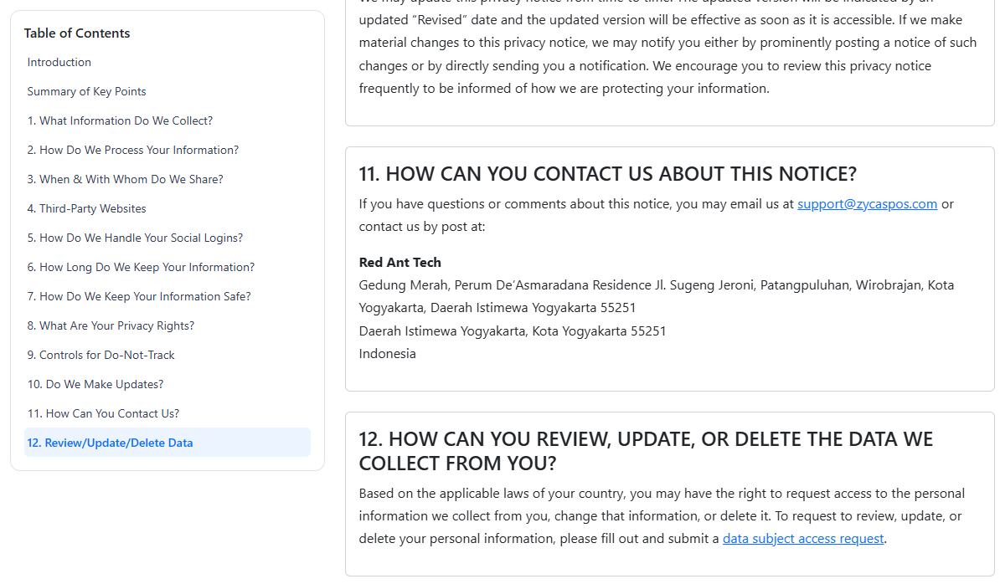 Table of Contents
Introduction
Summary of Key Points
1. What Information Do We Collect?
2. How Do We Process Your Information?
3. When & With Whom Do We Share?
4. Third-Party Websites
5. How Do We Handle Your Social Logins?
6. How Long Do We Keep Your Information?
7. How Do We Keep Your Information Safe?
8. What Are Your Privacy Rights?
9. Controls for Do-Not-Track
10. Do We Make Updates?
11. How Can You Contact Us?
12. Review/Update/Delete Data
We may update this privacy notice from time to time. The updated version will be indicated by an
updated “Revised” date and the updated version will be effective as soon as it is accessible. If we make
material changes to this privacy notice, we may notify you either by prominently posting a notice of such
changes or by directly sending you a notification. We encourage you to review this privacy notice
frequently to be informed of how we are protecting your information.
11. HOW CAN YOU CONTACT US ABOUT THIS NOTICE?
If you have questions or comments about this notice, you may email us at support@zycaspos.com or
contact us by post at:
Red Ant Tech
Gedung Merah, Perum De’Asmaradana Residence Jl. Sugeng Jeroni, Patangpuluhan, Wirobrajan, Kota
Yogyakarta, Daerah Istimewa Yogyakarta 55251
Daerah Istimewa Yogyakarta, Kota Yogyakarta 55251
Indonesia
12. HOW CAN YOU REVIEW, UPDATE, OR DELETE THE DATA WE
COLLECT FROM YOU?
Based on the applicable laws of your country, you may have the right to request access to the personal
information we collect from you, change that information, or delete it. To request to review, update, or
delete your personal information, please fill out and submit a data subject access request.